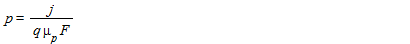 p = j / (q μ_p F)